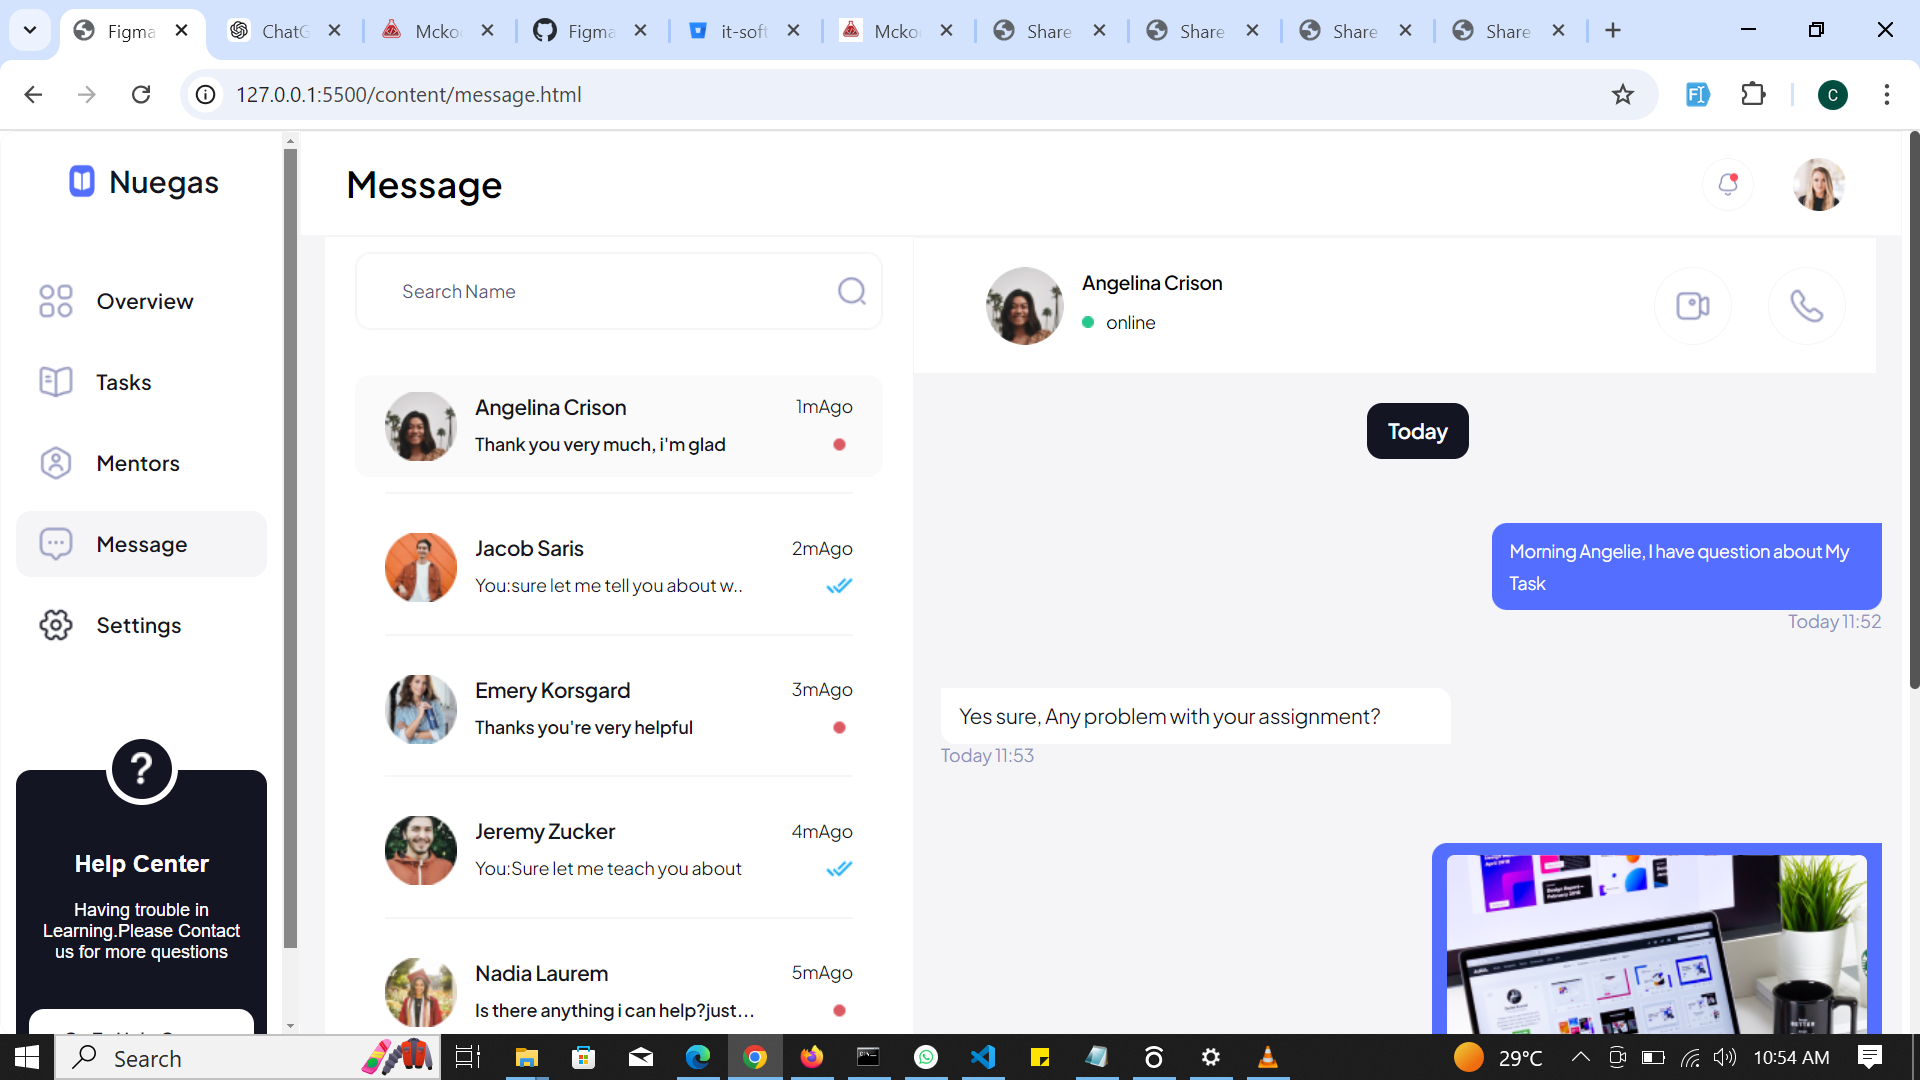 Figma
ChatG
Mcko
Figma
it-soft
Mcko
Share
Share
Share
Share
127.0.0.1:5500/content/message.html
C
Nuegas
Message
Overview
Tasks
Mentors
Message
Settings
?
Help Center
Having trouble in
Learning.Please Contact
us for more questions
Search Name
Angelina Crison
1mAgo
Thank you very much, i'm glad
Jacob Saris
2mAgo
You:sure let me tell you about w..
Emery Korsgard
3mAgo
Thanks you're very helpful
Jeremy Zucker
4mAgo
You:Sure let me teach you about
Nadia Laurem
5mAgo
Is there anything i can help?just...
Angelina Crison
online
Today
Morning Angelie, I have question about My
Task
Today 11:52
Yes sure, Any problem with your assignment?
Today 11:53
Search
29°C
10:54 AM